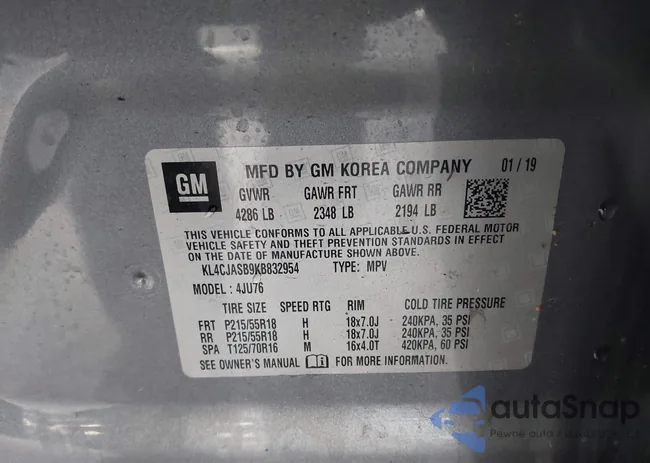 GM
MFD BY GM KOREA COMPANY 01 / 19
GVWR GAWR FRT GAWR RR
4286 LB 2348 LB 2194 LB
THIS VEHICLE CONFORMS TO ALL APPLICABLE U.S. FEDERAL MOTOR
VEHICLE SAFETY AND THEFT PREVENTION STANDARDS IN EFFECT
ON THE DATE OF MANUFACTURE SHOWN ABOVE.
KL4CJASB9KB832954 TYPE: MPV
MODEL : 4JU76
TIRE SIZE SPEED RTG RIM COLD TIRE PRESSURE
FRT P215/55R18 H 18x7.0J 240KPA, 35 PSI
RR P215/55R18 H 18x7.0J 240KPA, 35 PSI
SPA T125/70R16 M 16x4.0T 420KPA, 60 PSI
SEE OWNER'S MANUAL FOR MORE INFORMATION.
autaSnap
Pewne auto z